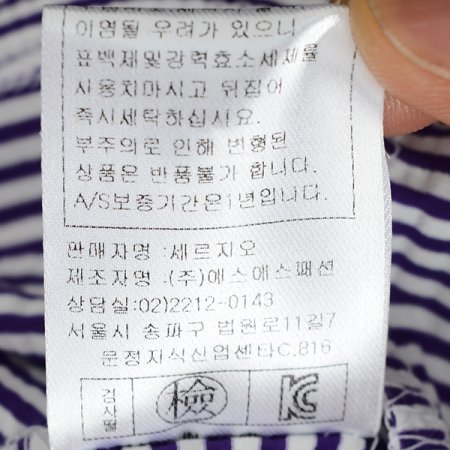 이염될 우려가 있으니
표백재및강력효소세제를
사용치마시고 뒤집어
즉시세탁하십시요.
부주의로 인해 변형된
상품은 반품불가 합니다.
A/S보증기간은1년입니다.
판매자명 : 세르지오
제조자명 :(주)에스에스패션
상담실:02)2212-0143
서울시 송파구 법원로11길7
문정지식산업센타C,816
검사필 檢 KC